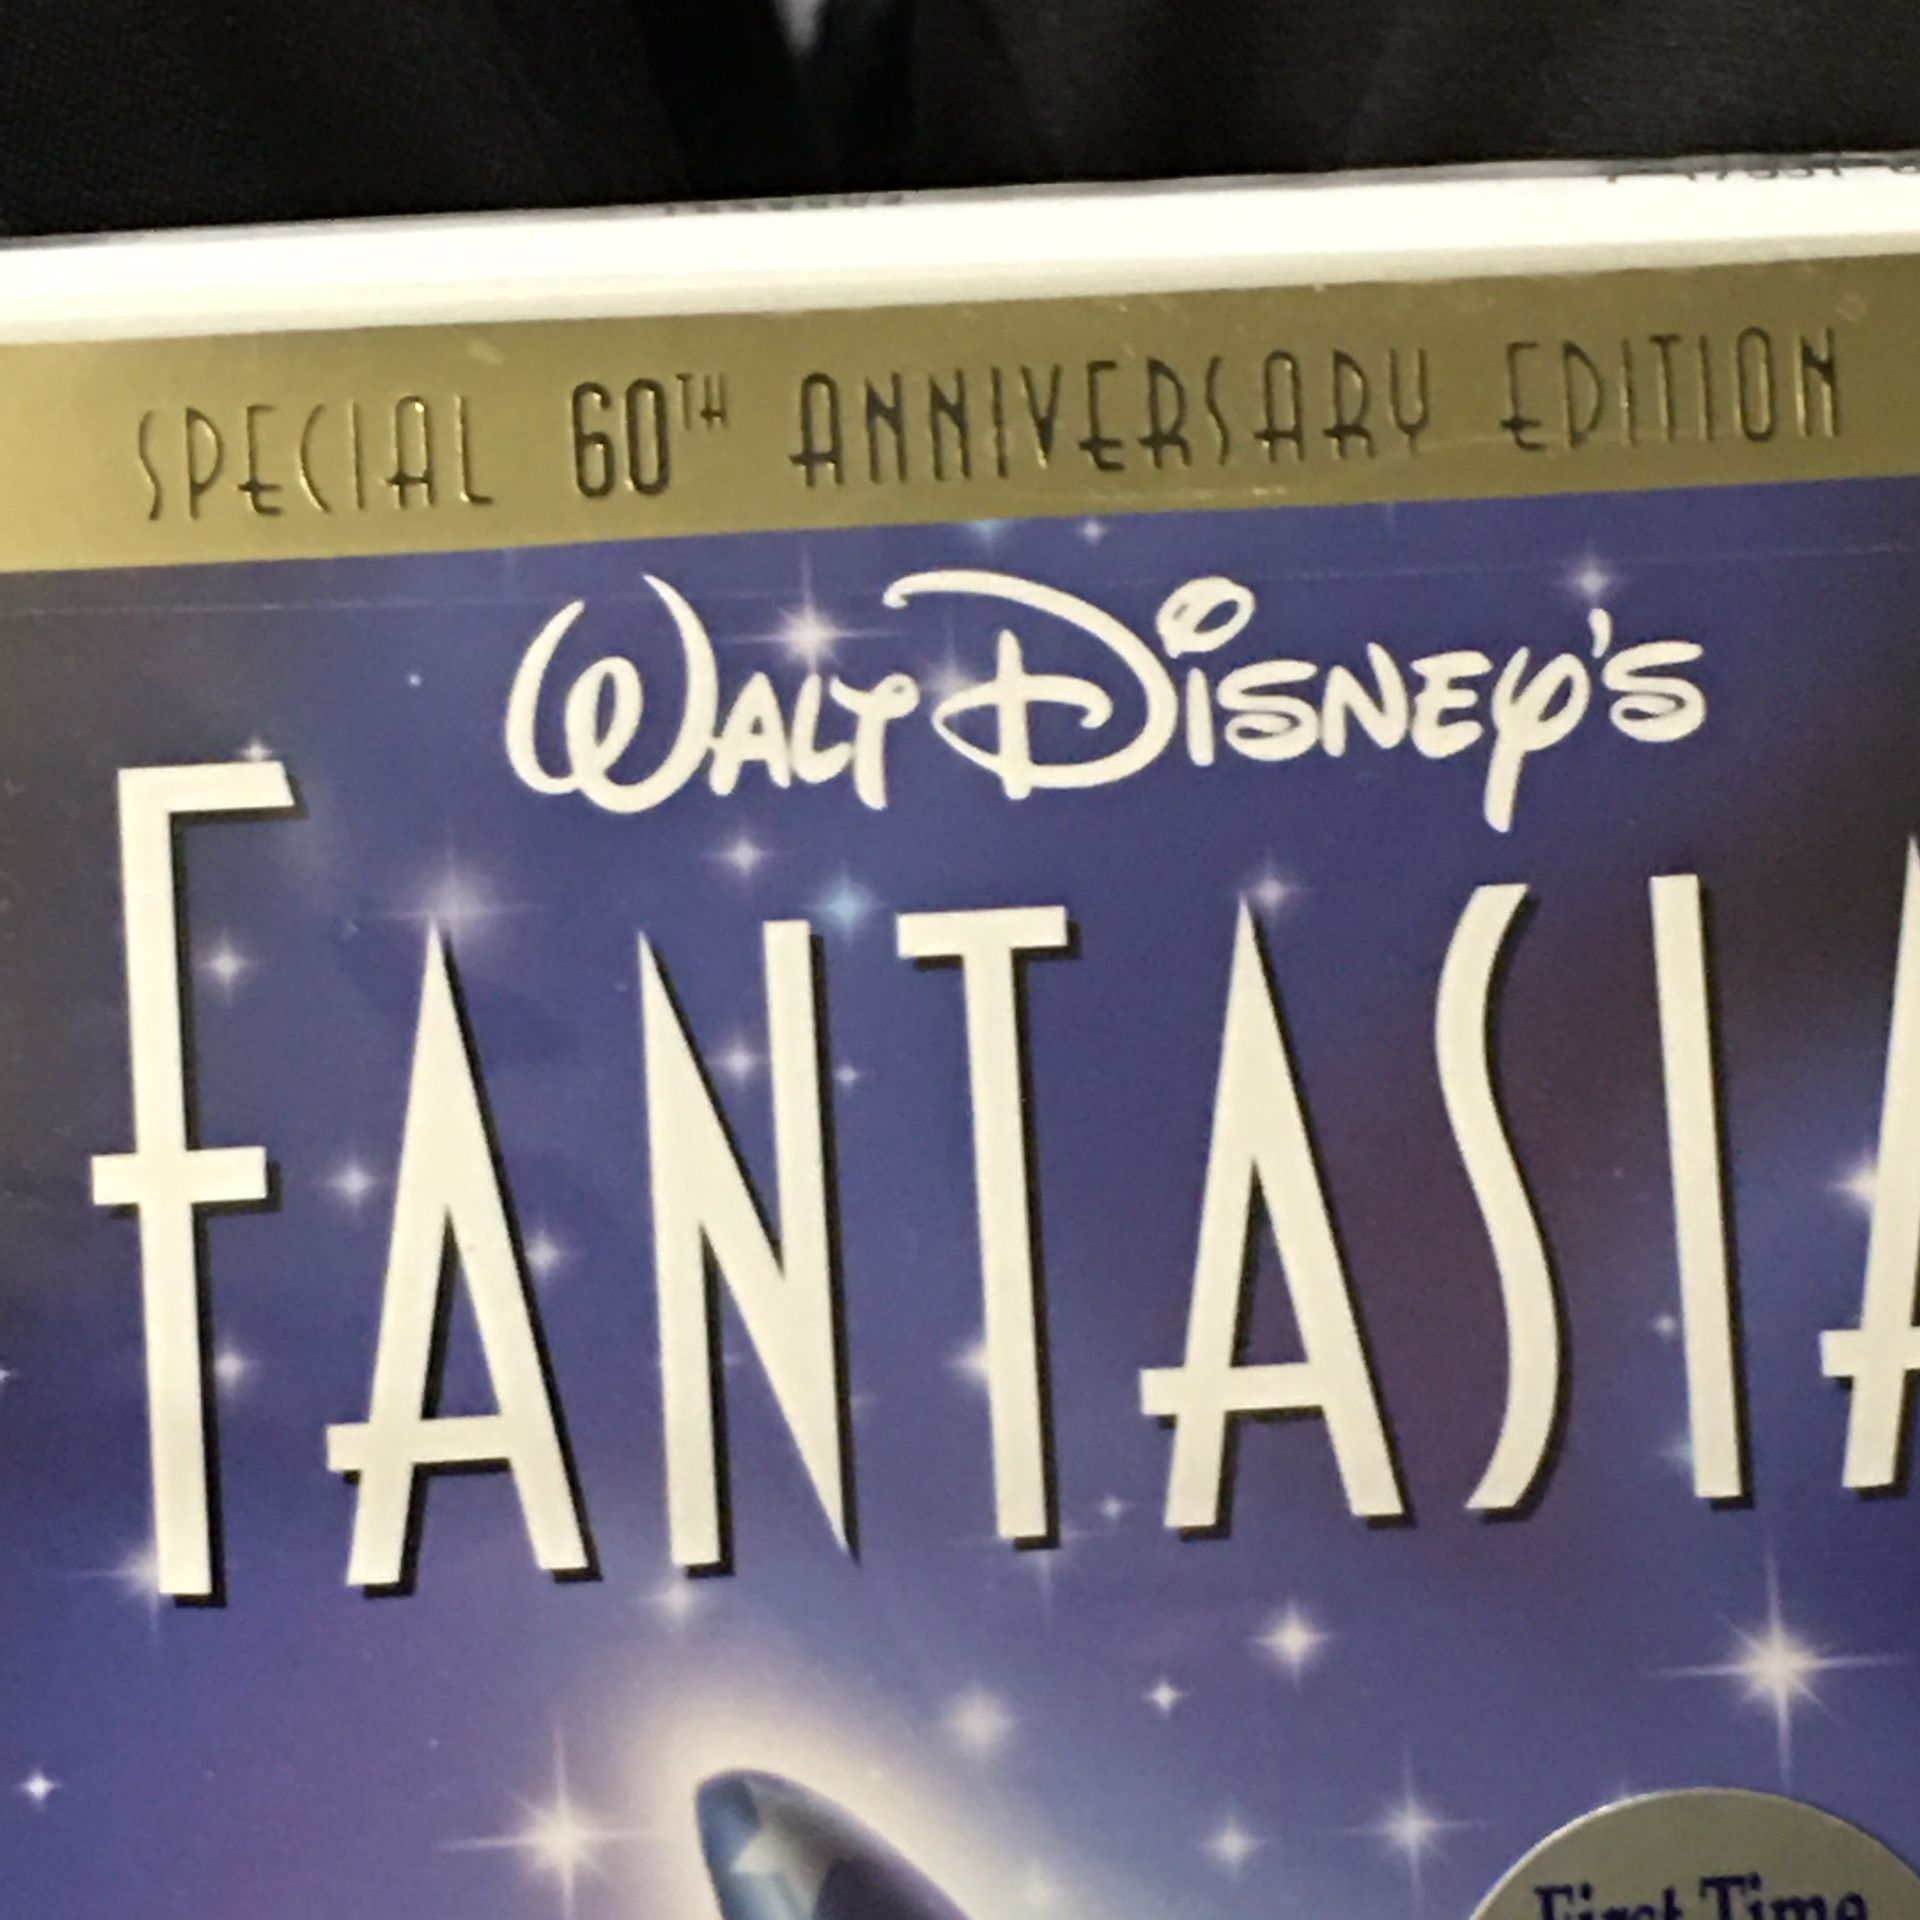 SPECIAL 60TH ANNIVERSARY EDITION
WALT DISNEY'S
FANTASIA
First Time